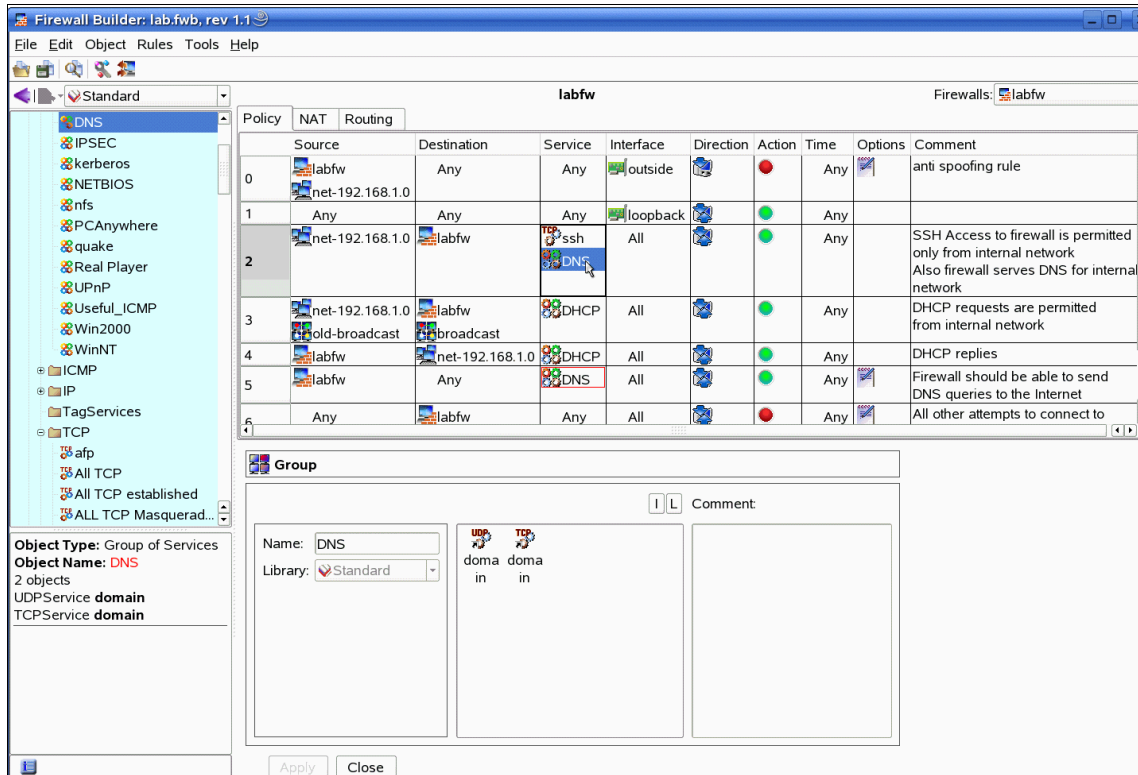 Firewall Builder: lab.fwb, rev 1.1
File Edit Object Rules Tools Help
Standard
labfw
Firewalls: labfw
DNS
IPSEC
kerberos
NETBIOS
nfs
PCAnywhere
quake
Real Player
UPnP
Useful_ICMP
Win2000
WinNT
ICMP
IP
TagServices
TCP
afp
All TCP
All TCP established
ALL TCP Masquerad...
Policy NAT Routing
Source Destination Service Interface Direction Action Time Options Comment
0 labfw Any Any outside Any anti spoofing rule
net-192.168.1.0
1 Any Any Any loopback Any
2 net-192.168.1.0 labfw ssh All Any SSH Access to firewall is permitted
only from internal network
DNS
Also firewall serves DNS for internal
network
3 net-192.168.1.0 labfw DHCP All Any DHCP requests are permitted
old-broadcast broadcast from internal network
4 labfw net-192.168.1.0 DHCP All Any DHCP replies
5 labfw Any DNS All Any Firewall should be able to send
DNS queries to the Internet
6 Any labfw Any All Any All other attempts to connect to
Group
I L Comment:
Name: DNS
Library: Standard
UDP TCP
doma doma
in in
Object Type: Group of Services
Object Name: DNS
2 objects
UDPService domain
TCPService domain
Apply Close